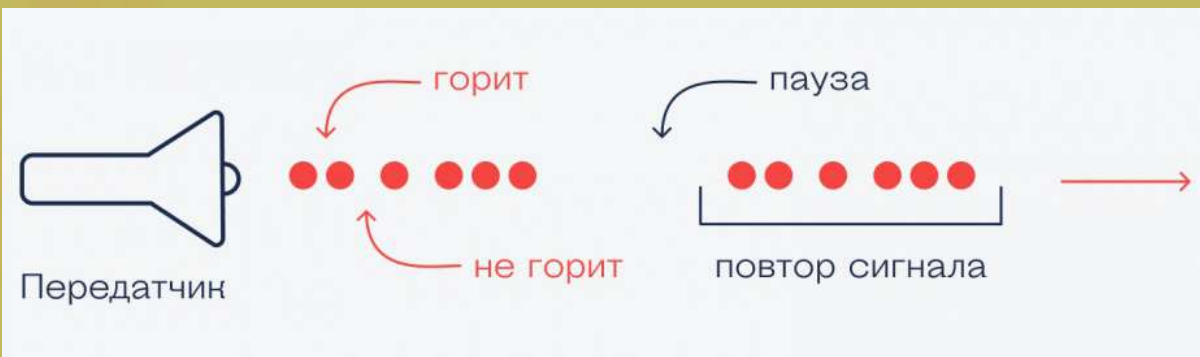 горит
пауза
не горит
повтор сигнала
Передатчик